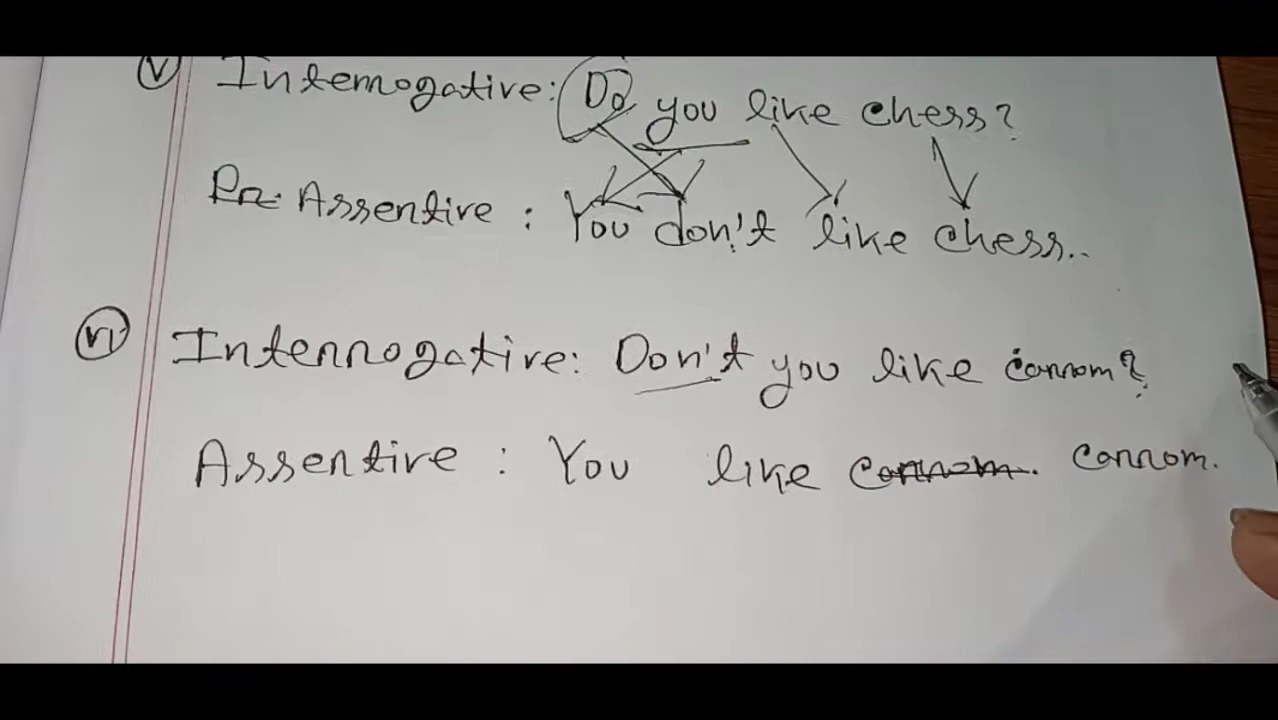 (v) Interrogative: Do you like chess?
Assertive : You don't like chess..
(vi) Interrogative: Don't you like carrom?
Assertive : You like carrom. carrom.